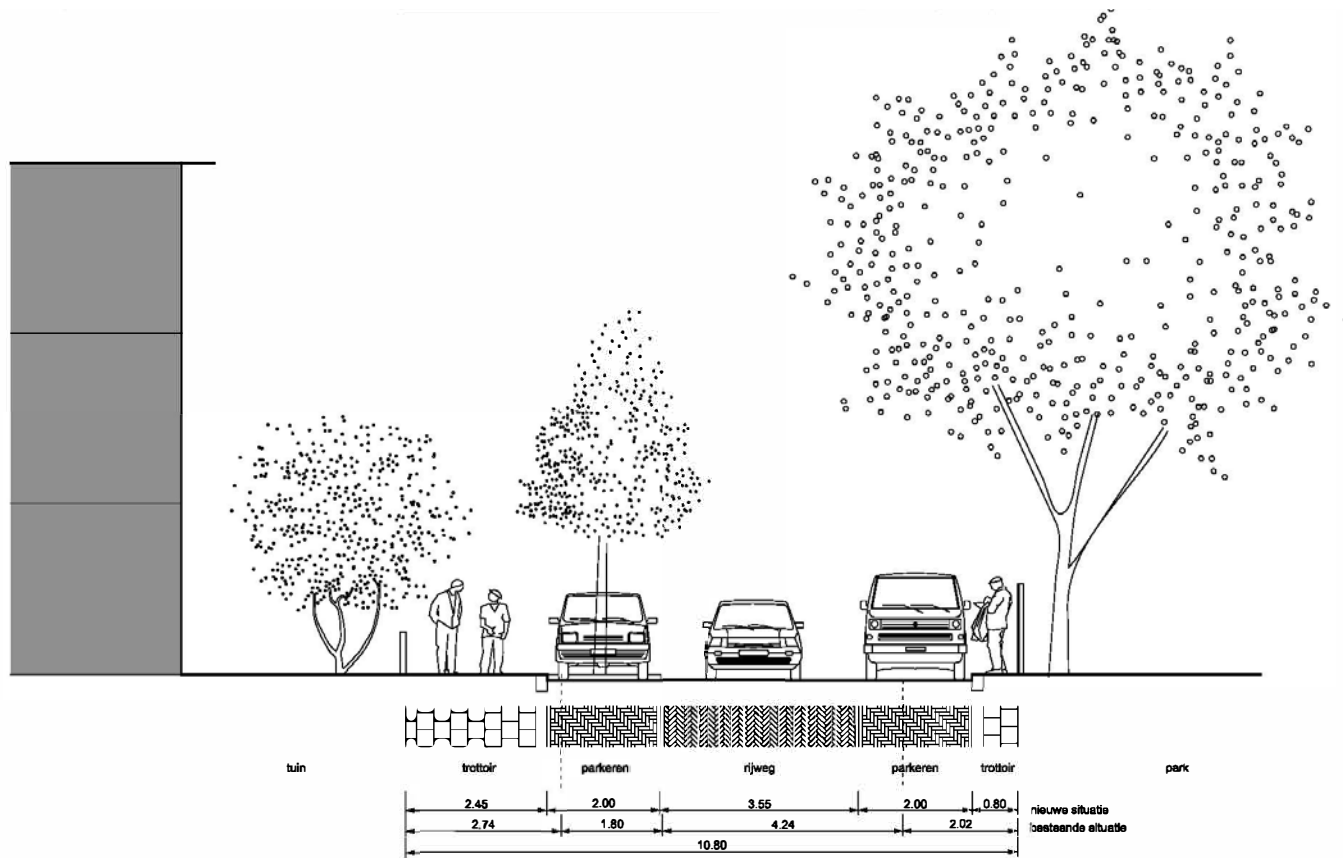 tuin trottoir parkeren rijweg parkeren trottoir park
2.45 2.00 3.55 2.00 0.80 nieuwe situatie
2.74 1.80 4.24 2.02 bestaande situatie
10.80